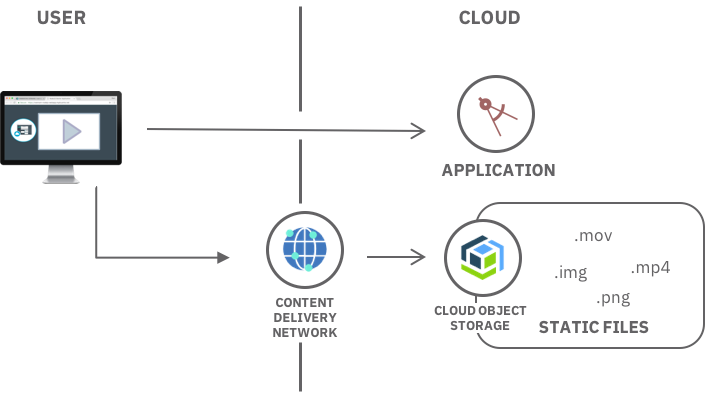 USER
CLOUD
APPLICATION
.mov
.img
.mp4
.png
STATIC FILES
CLOUD OBJECT
STORAGE
CONTENT
DELIVERY
NETWORK